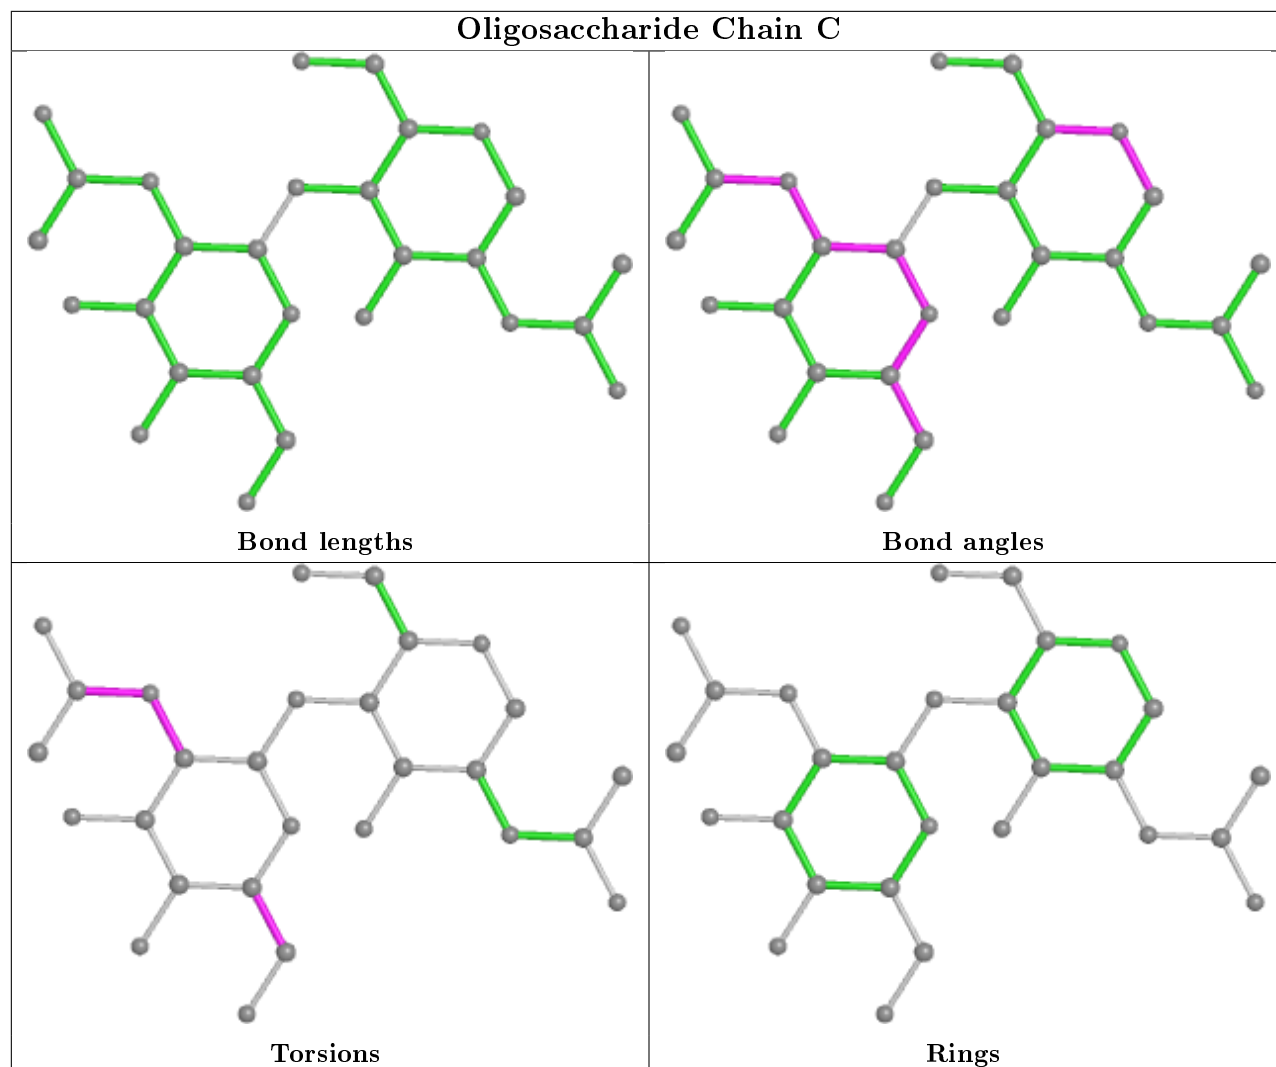 Oligosaccharide Chain C
Bond lengths
Bond angles
Torsions
Rings